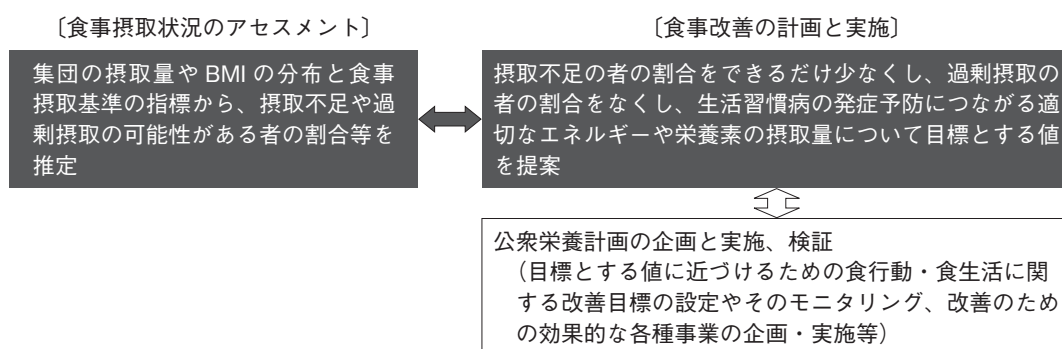 〔食事摂取状況のアセスメント〕
集団の摂取量や BMI の分布と食事
摂取基準の指標から、摂取不足や過
剰摂取の可能性がある者の割合等を
推定
〔食事改善の計画と実施〕
摂取不足の者の割合をできるだけ少なくし、過剰摂取の
者の割合をなくし、生活習慣病の発症予防につながる適
切なエネルギーや栄養素の摂取量について目標とする値
を提案
公衆栄養計画の企画と実施、検証
（目標とする値に近づけるための食行動・食生活に関
する改善目標の設定やそのモニタリング、改善のため
の効果的な各種事業の企画・実施等）